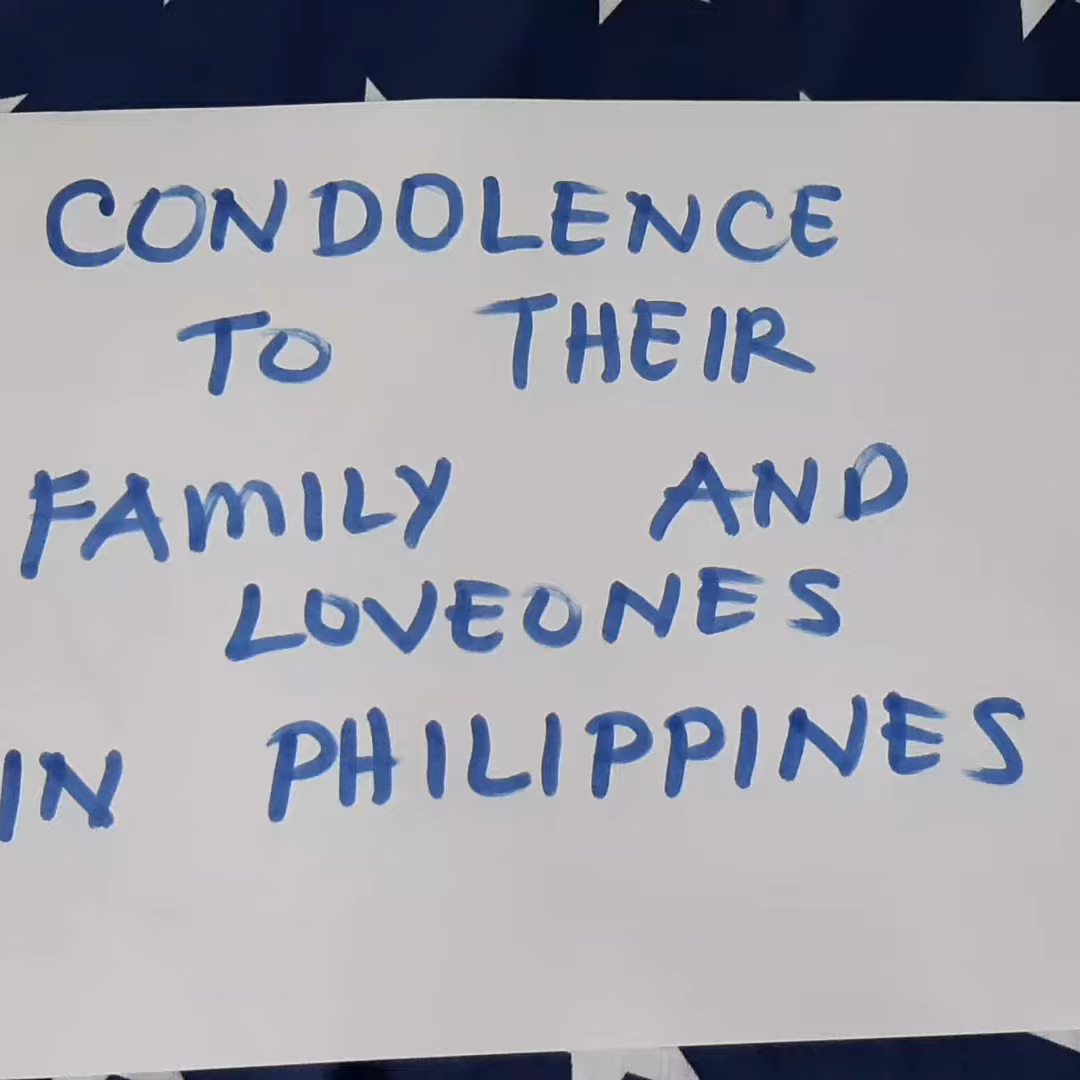 CONDOLENCE
TO THEIR
FAMILY AND
LOVEONES
IN PHILIPPINES